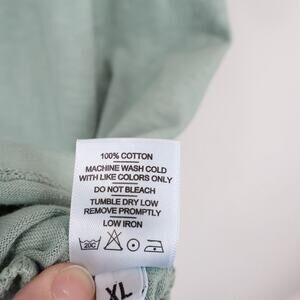 100% COTTON
MACHINE WASH COLD
WITH LIKE COLORS ONLY
DO NOT BLEACH
TUMBLE DRY LOW
REMOVE PROMPTLY
LOW IRON
20C
XL